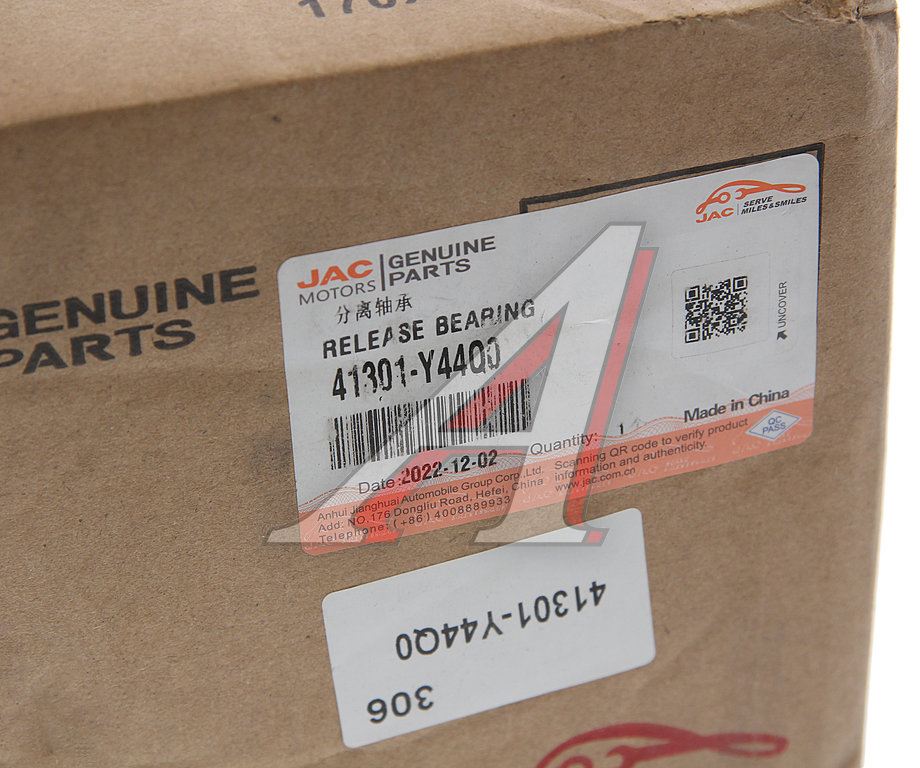 GENUINE
PARTS
JAC
MOTORS
GENUINE
PARTS
JAC
SERVE
MILES & SMILES
分离轴承
RELEASE BEARING
41301-Y44Q0
UNCOVER
Made in China
Date:2022-12-02
Quantity: 1个
QC
PASS
Anhui Jianghuai Automobile Group Corp.,Ltd.
Add: NO.176 Dongliu Road, Hefei, China
Telephone: (+86) 4008889933
Scanning QR code to verify product
information and authenticity.
www.jac.com.cn
41301-Y44Q0
306